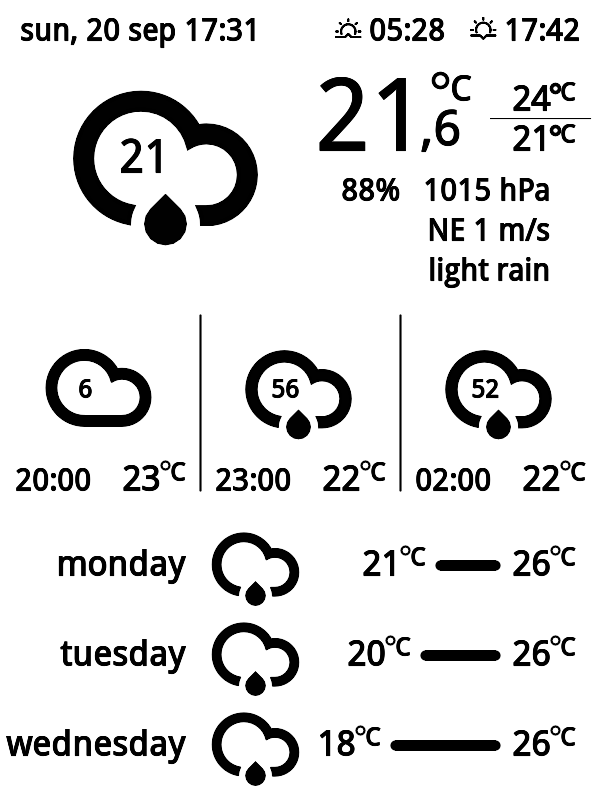 sun, 20 sep 17:31 05:28 17:42
21 21,6°C 24°C
21°C
88% 1015 hPa
NE 1 m/s
light rain
6 56 52
20:00 23°C 23:00 22°C 02:00 22°C
monday 21°C 26°C
tuesday 20°C 26°C
wednesday 18°C 26°C